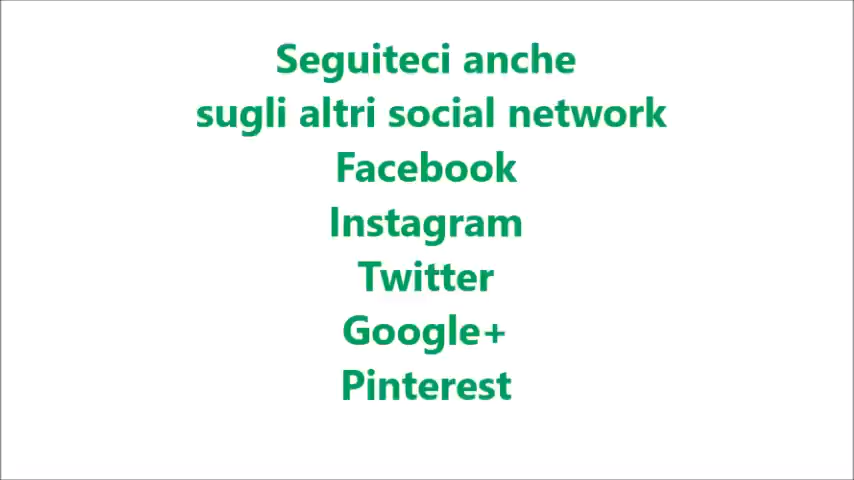 Seguiteci anche
sugli altri social network
Facebook
Instagram
Twitter
Google+
Pinterest